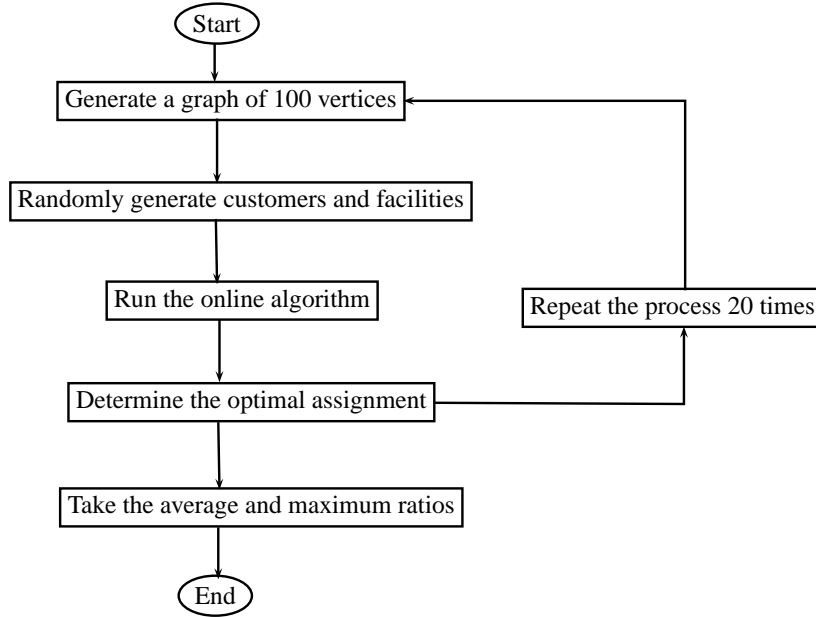 Start
Generate a graph of 100 vertices
Randomly generate customers and facilities
Run the online algorithm
Repeat the process 20 times
Determine the optimal assignment
Take the average and maximum ratios
End